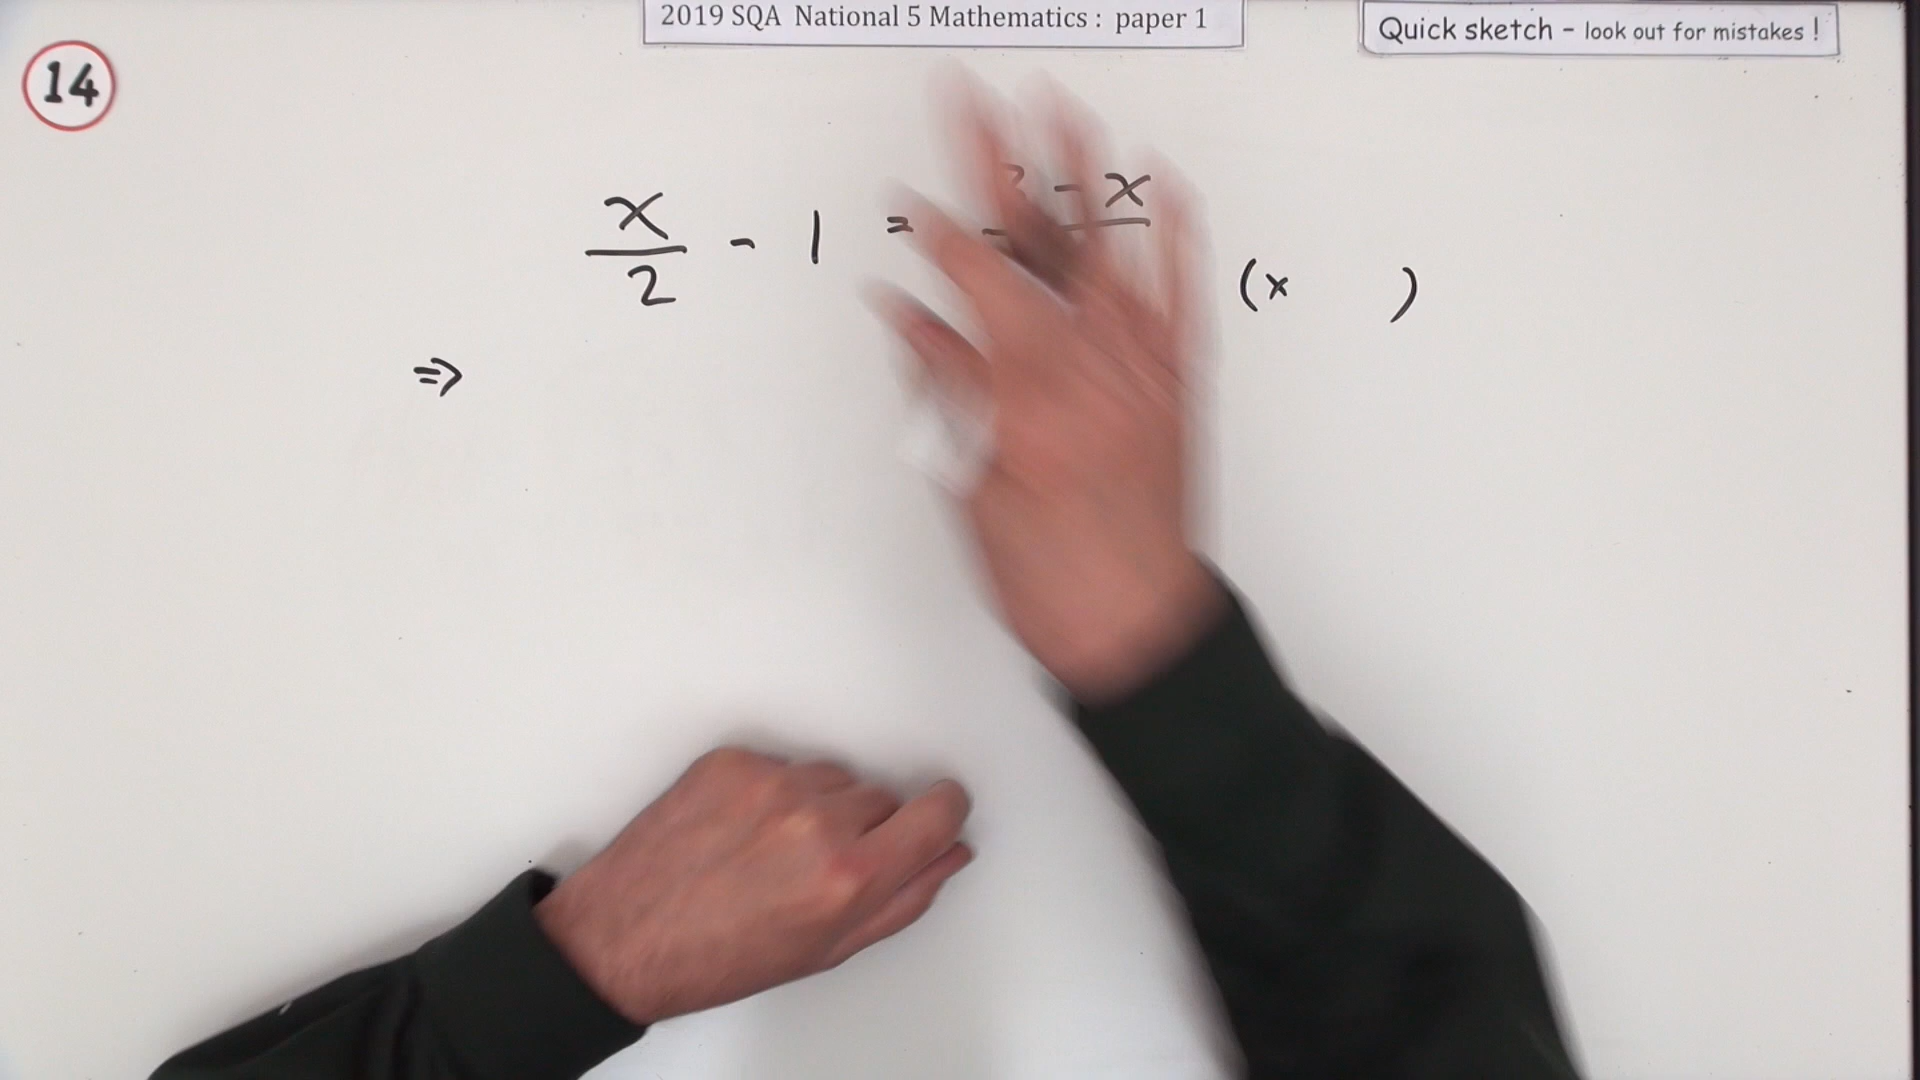 2019 SQA National 5 Mathematics : paper 1
Quick sketch - look out for mistakes !
14
x/2 - 1 = - x
(x )
⇒